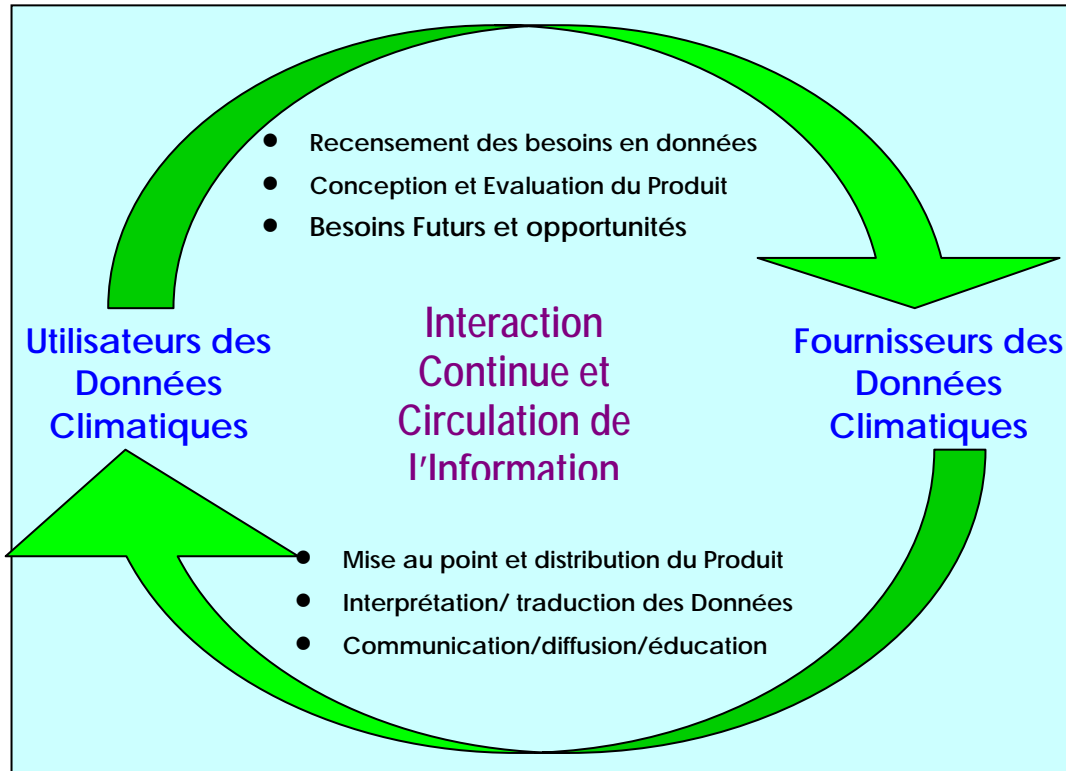 • Recensement des besoins en données
• Conception et Evaluation du Produit
• Besoins Futurs et opportunités
Utilisateurs des
Données
Climatiques
Interaction
Continue et
Circulation de
l'Information
Fournisseurs des
Données
Climatiques
• Mise au point et distribution du Produit
• Interprétation/ traduction des Données
• Communication/diffusion/éducation